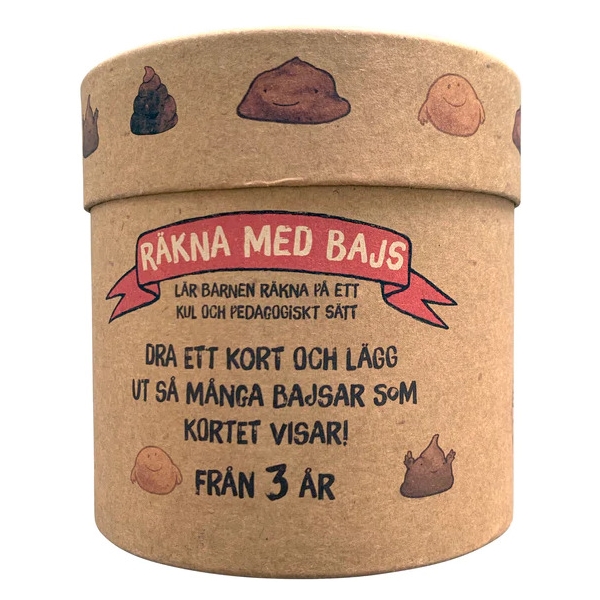 RÄKNA MED BAJS
LÄR BARNEN RÄKNA PÅ ETT
KUL OCH PEDAGOGISKT SÄTT
DRA ETT KORT OCH LÄGG
UT SÅ MÅNGA BAJSAR SOM
KORTET VISAR!
FRÅN 3 ÅR